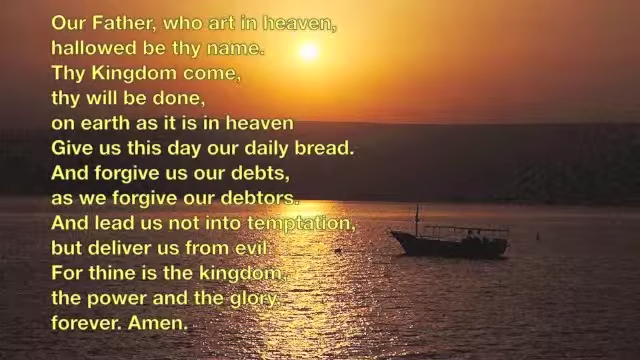 Our Father, who art in heaven,
hallowed be thy name.
Thy Kingdom come,
thy will be done,
on earth as it is in heaven
Give us this day our daily bread.
And forgive us our debts,
as we forgive our debtors.
And lead us not into temptation,
but deliver us from evil:
For thine is the kingdom,
the power and the glory,
forever. Amen.